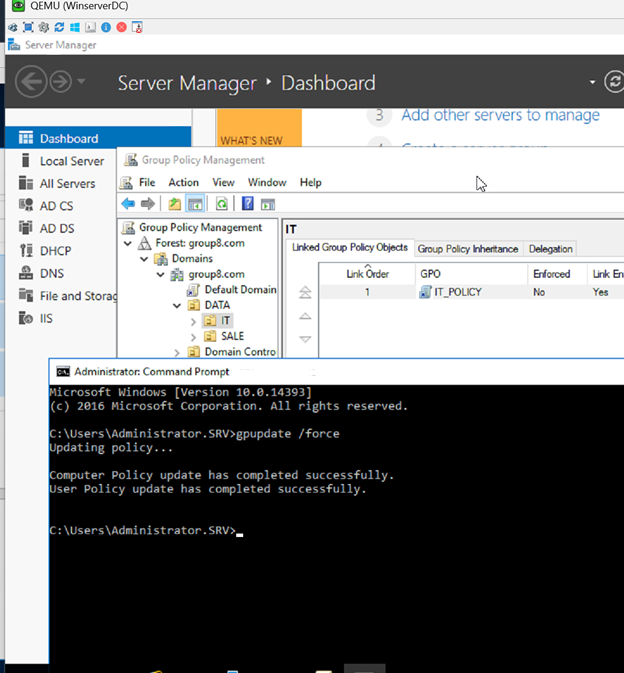 QEMU (WinserverDC)
Server Manager
Server Manager ‣ Dashboard
3 Add other servers to manage
WHAT'S NEW
Dashboard
Local Server
All Servers
AD CS
AD DS
DHCP
DNS
File and Storag
IIS
Group Policy Management
File Action View Window Help
Group Policy Management
Forest: group8.com
Domains
group8.com
Default Domain
DATA
IT
SALE
Domain Contro
IT
Linked Group Policy Objects Group Policy Inheritance Delegation
Link Order GPO Enforced Link En
1 IT_POLICY No Yes
Administrator: Command Prompt
Microsoft Windows [Version 10.0.14393]
(c) 2016 Microsoft Corporation. All rights reserved.
C:\Users\Administrator.SRV>gpupdate /force
Updating policy...
Computer Policy update has completed successfully.
User Policy update has completed successfully.
C:\Users\Administrator.SRV>